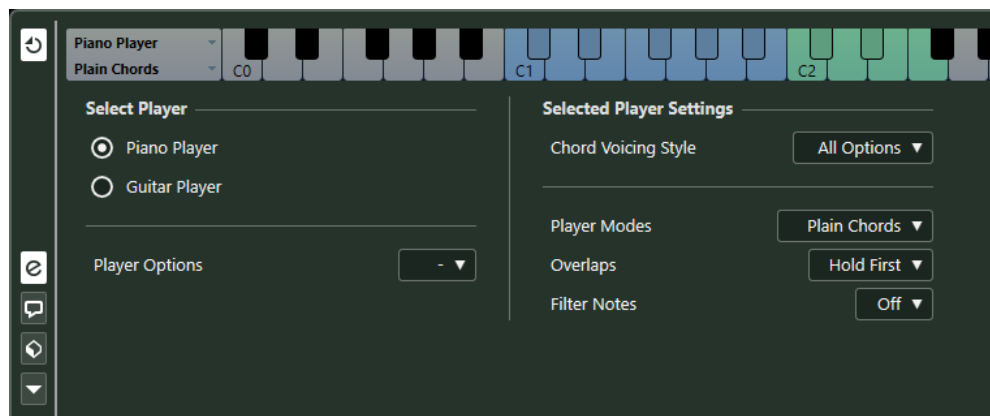 Piano Player
Plain Chords
C0
C1
C2
Select Player
Piano Player
Guitar Player
Player Options
-
Selected Player Settings
Chord Voicing Style
All Options
Player Modes
Plain Chords
Overlaps
Hold First
Filter Notes
Off